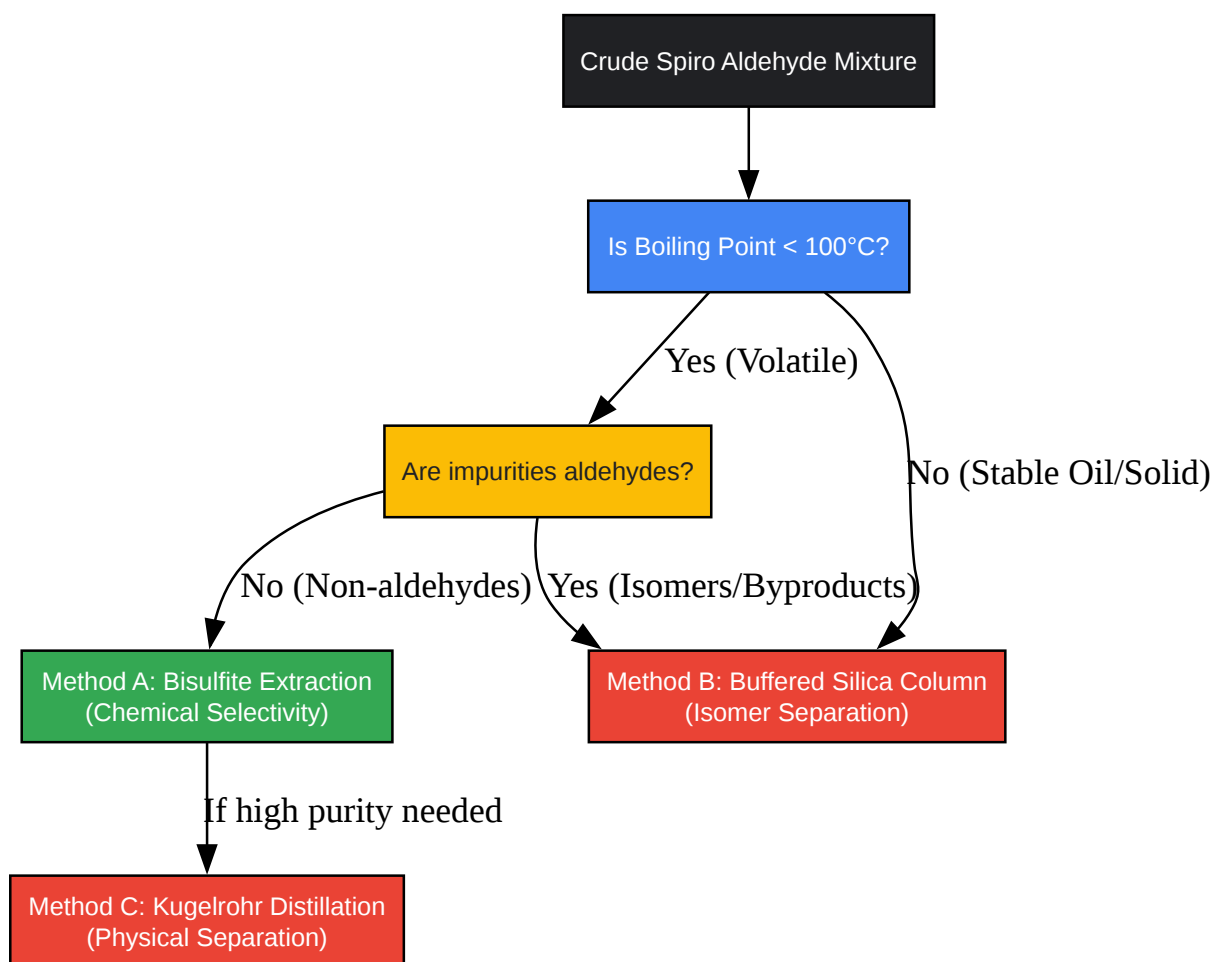 Crude Spiro Aldehyde Mixture
Is Boiling Point < 100°C?
Yes (Volatile)
Are impurities aldehydes?
No (Stable Oil/Solid)
No (Non-aldehydes)
Yes (Isomers/Byproducts)
Method A: Bisulfite Extraction
(Chemical Selectivity)
Method B: Buffered Silica Column
(Isomer Separation)
If high purity needed
Method C: Kugelrohr Distillation
(Physical Separation)